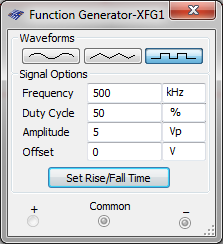 Function Generator-XFG1
Waveforms
Signal Options
Frequency 500 kHz
Duty Cycle 50 %
Amplitude 5 Vp
Offset 0 V
Set Rise/Fall Time
+ Common −